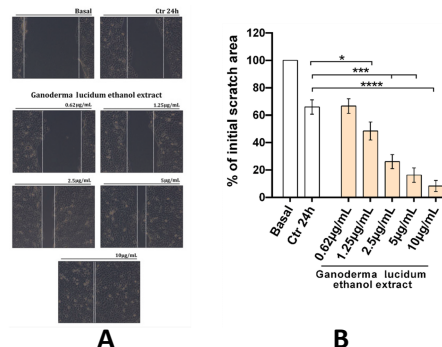 Basal
Ctr 24h
Ganoderma lucidum ethanol extract
0.62µg/mL
1.25µg/mL
2.5µg/mL
5µg/mL
10µg/mL
A
% of initial scratch area
120
100
80
60
40
20
0
*
***
****
Basal
Ctr 24h
0.62µg/mL
1.25µg/mL
2.5µg/mL
5µg/mL
10µg/mL
Ganoderma lucidum
ethanol extract
B